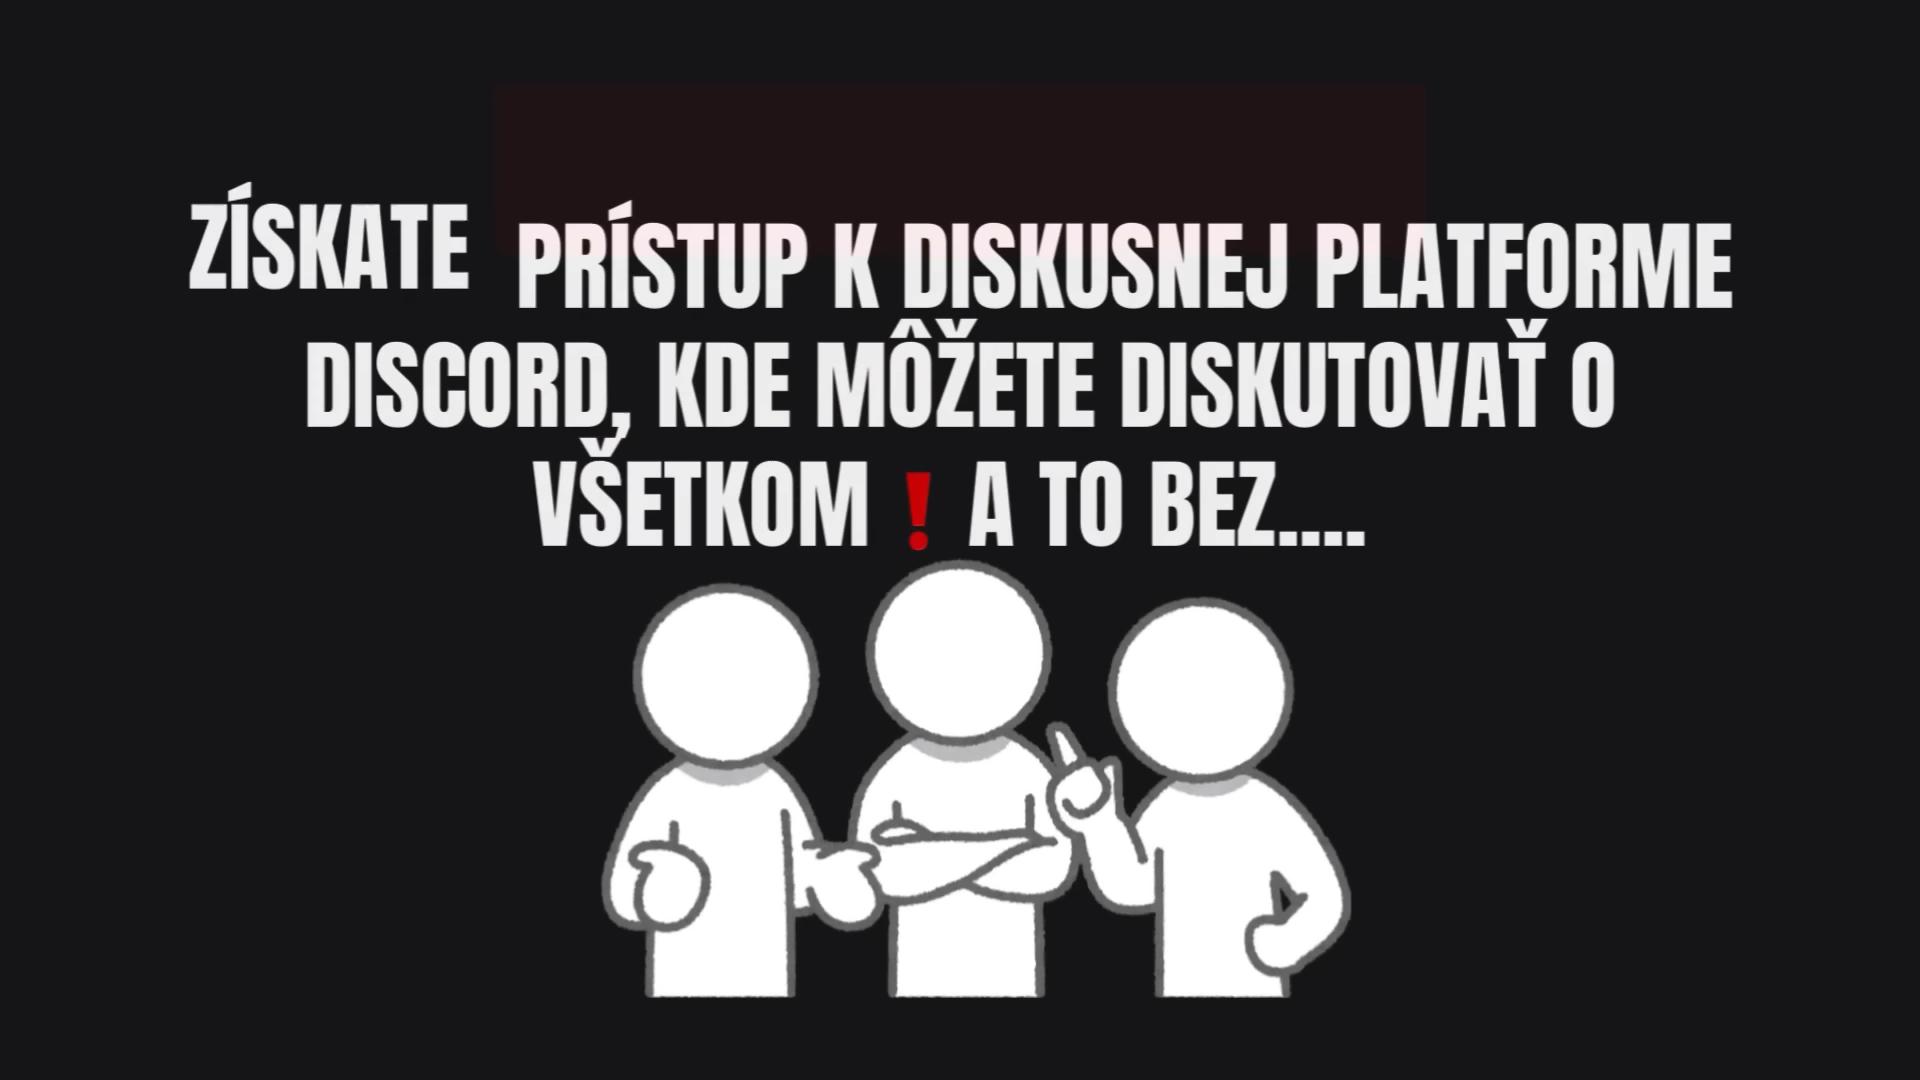 ZÍSKATE PRÍSTUP K DISKUSNEJ PLATFORME
DISCORD, KDE MÔŽETE DISKUTOVAŤ O
VŠETKOM ❗ A TO BEZ....